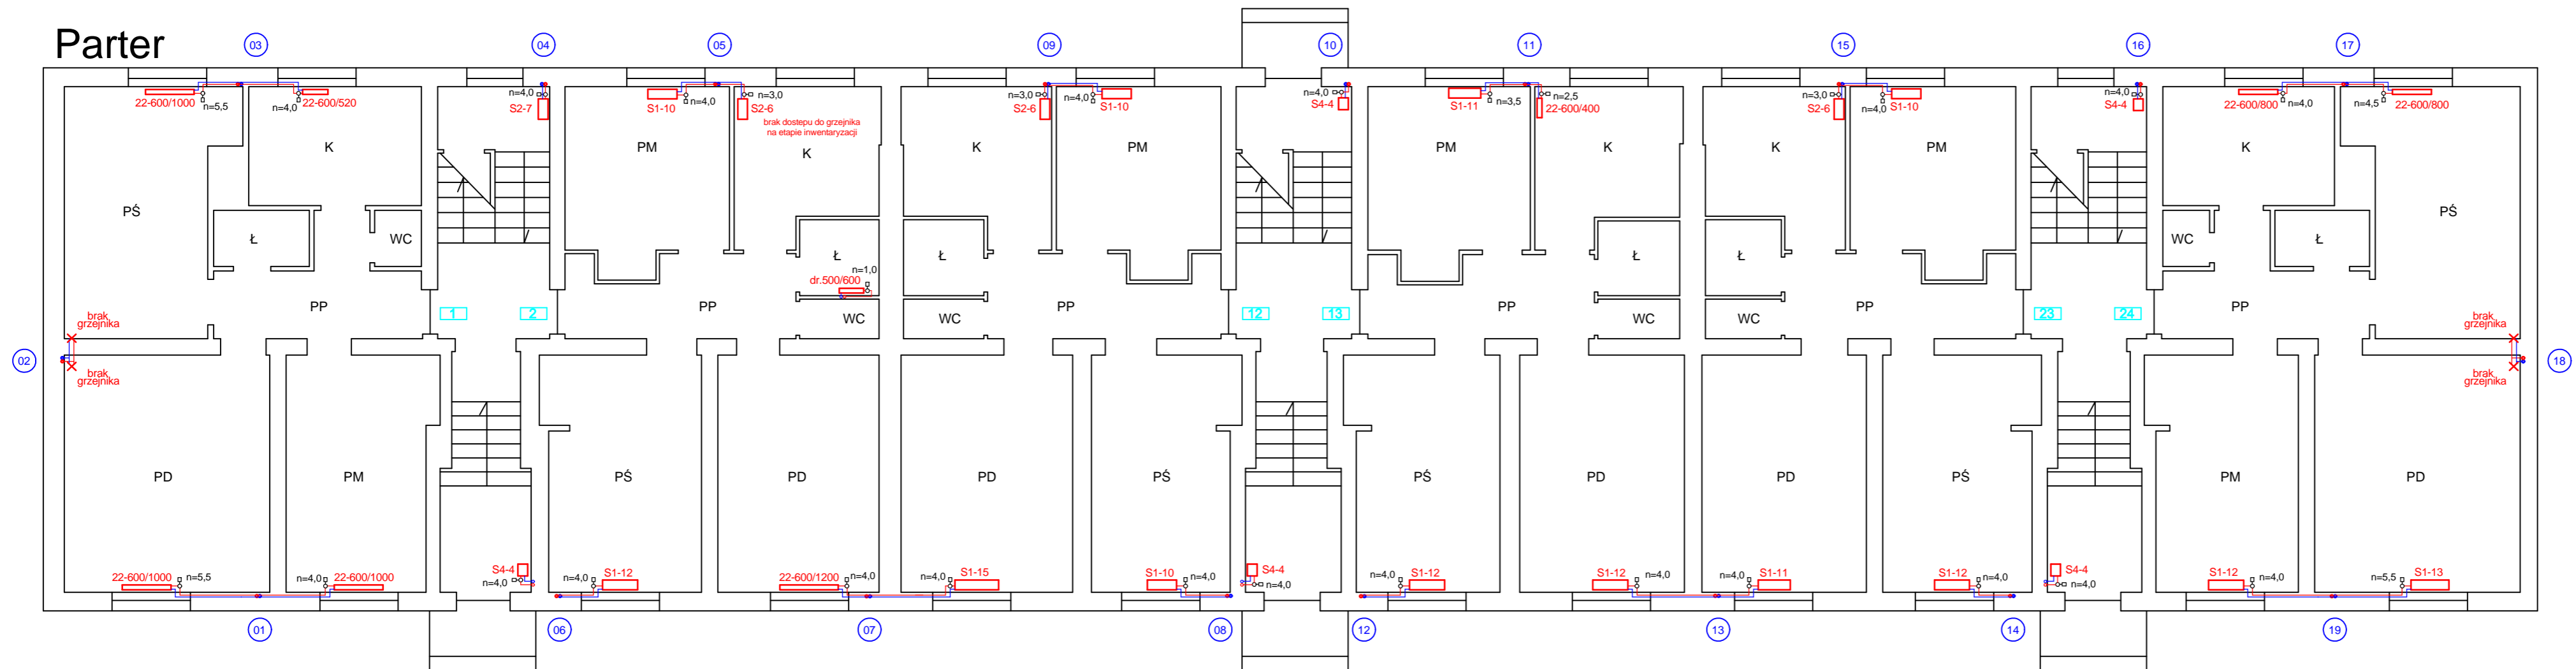 Parter
03
04
05
09
10
11
15
16
17
22-600/1000
n=5,5
n=4,0
22-600/520
n=4,0
S2-7
S1-10
n=4,0
n=3,0
S2-6
brak dostepu do grzejnika
na etapie inwentaryzacji
n=3,0
S2-6
n=4,0
S1-10
n=4,0
S4-4
S1-11
n=3,5
n=2,5
22-600/400
n=3,0
S2-6
n=4,0
S1-10
n=4,0
S4-4
22-600/800
n=4,0
n=4,5
22-600/800
K
PM
K
K
PM
PM
K
K
PM
K
PŚ
Ł
WC
Ł
n=1,0
dr.500/600
Ł
Ł
Ł
WC
Ł
PŚ
PP
1
2
PP
WC
WC
PP
12
13
PP
WC
WC
PP
23
24
PP
brak
grzejnika
brak
grzejnika
02
brak
grzejnika
brak
grzejnika
18
PD
PM
PŚ
PD
PD
PŚ
PŚ
PD
PD
PŚ
PM
PD
22-600/1000
n=5,5
n=4,0
22-600/1000
S4-4
n=4,0
n=4,0
S1-12
22-600/1200
n=4,0
n=4,0
S1-15
S1-10
n=4,0
S4-4
n=4,0
n=4,0
S1-12
S1-12
n=4,0
n=4,0
S1-11
S1-12
n=4,0
S4-4
n=4,0
S1-12
n=4,0
n=5,5
S1-13
01
06
07
08
12
13
14
19